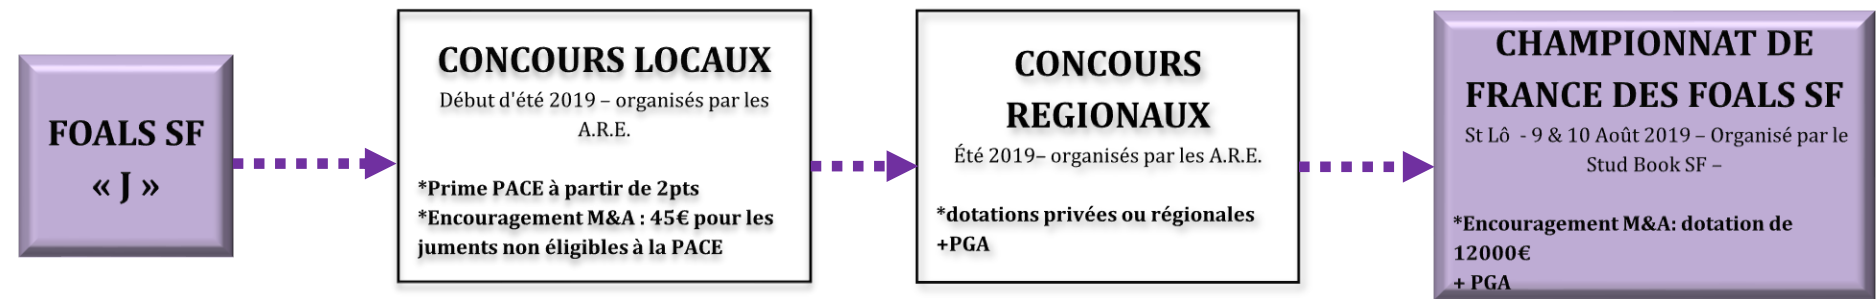 FOALS SF
« J »
CONCOURS LOCAUX
Début d'été 2019 – organisés par les
A.R.E.
*Prime PACE à partir de 2pts
*Encouragement M&A : 45€ pour les
juments non éligibles à la PACE
CONCOURS
REGIONAUX
Été 2019– organisés par les A.R.E.
*dotations privées ou régionales
+PGA
CHAMPIONNAT DE
FRANCE DES FOALS SF
St Lô - 9 & 10 Août 2019 – Organisé par le
Stud Book SF –
*Encouragement M&A: dotation de
12000€
+ PGA